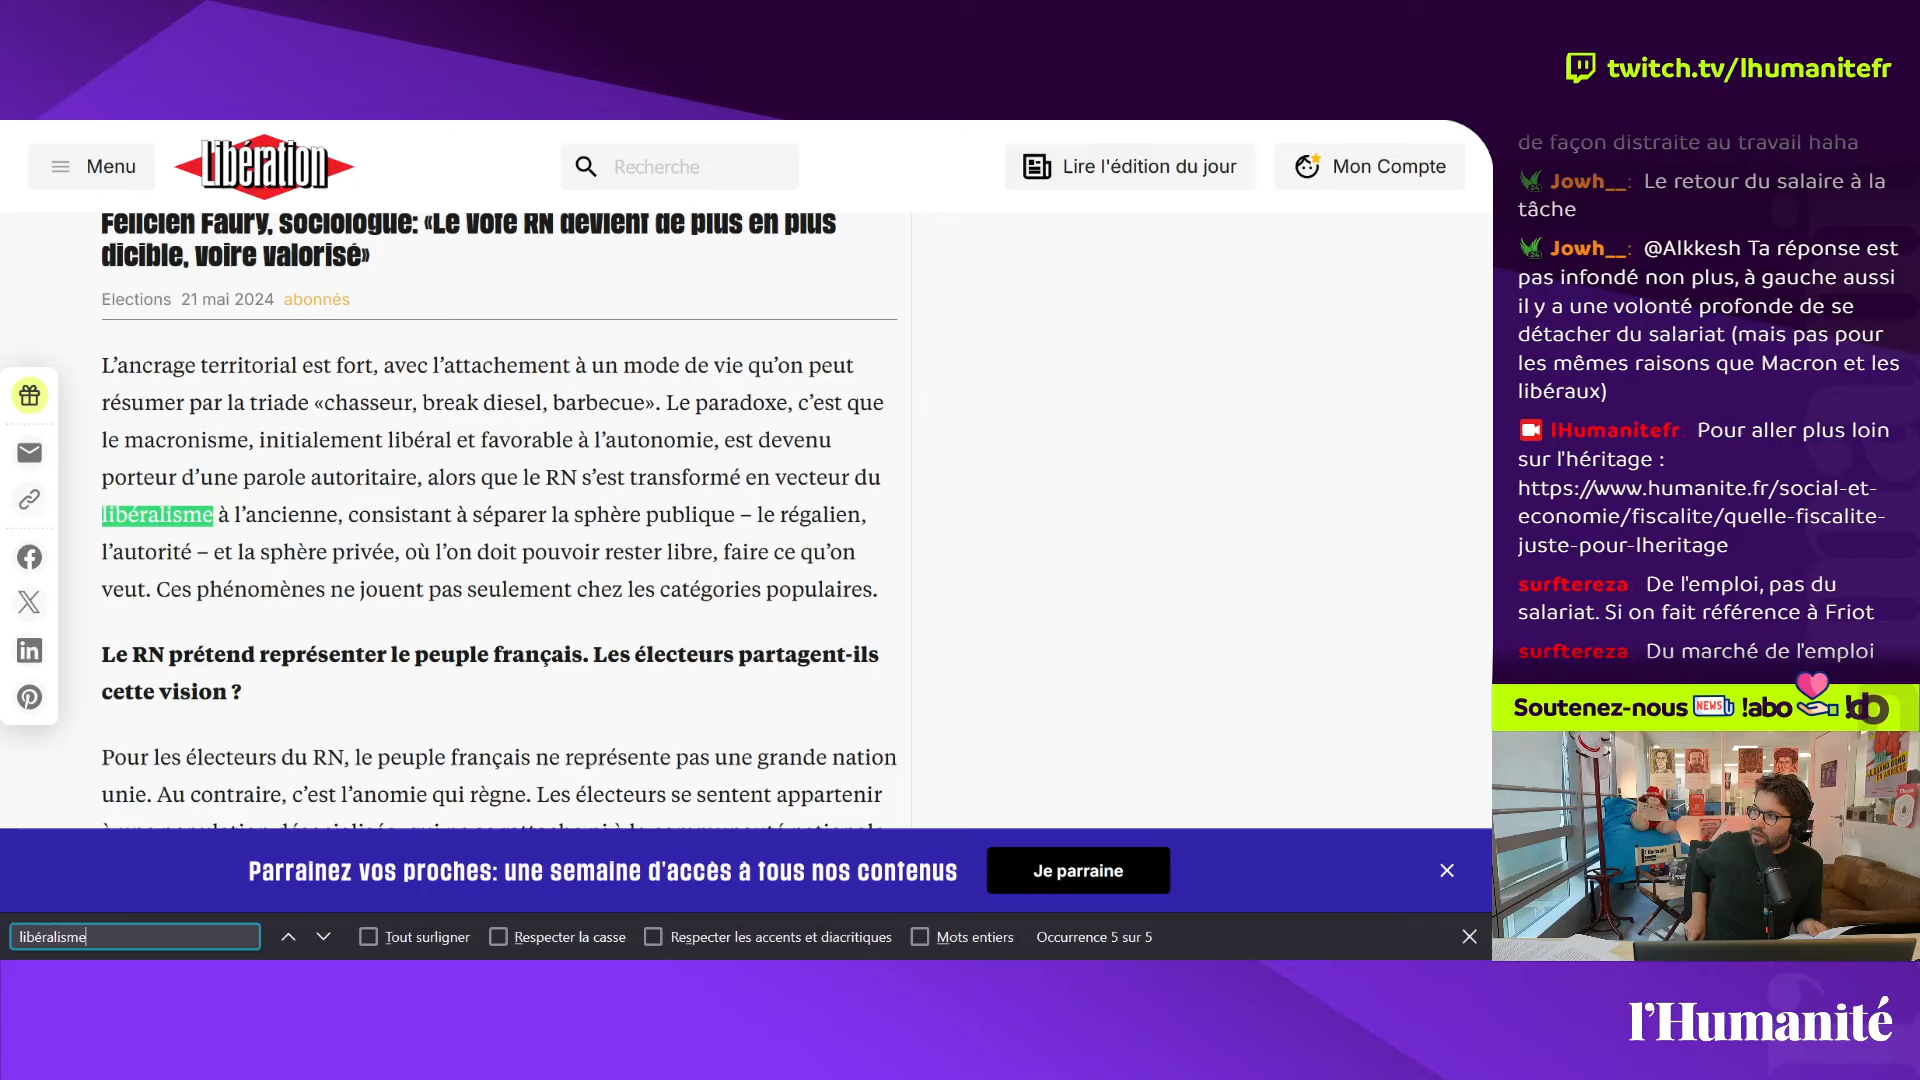 twitch.tv/lhumanitefr
Menu
Libération
Recherche
Lire l'édition du jour
Mon Compte
Félicien Faury, sociologue: «Le vote RN devient de plus en plus
dicible, voire valorisé»
Elections 21 mai 2024 abonnés
L’ancrage territorial est fort, avec l’attachement à un mode de vie qu’on peut
résumer par la triade «chasseur, break diesel, barbecue». Le paradoxe, c’est que
le macronisme, initialement libéral et favorable à l’autonomie, est devenu
porteur d’une parole autoritaire, alors que le RN s’est transformé en vecteur du
libéralisme à l’ancienne, consistant à séparer la sphère publique – le régalien,
l’autorité – et la sphère privée, où l’on doit pouvoir rester libre, faire ce qu’on
veut. Ces phénomènes ne jouent pas seulement chez les catégories populaires.
Le RN prétend représenter le peuple français. Les électeurs partagent-ils
cette vision ?
Pour les électeurs du RN, le peuple français ne représente pas une grande nation
unie. Au contraire, c’est l’anomie qui règne. Les électeurs se sentent appartenir
Parrainez vos proches: une semaine d'accès à tous nos contenus
Je parraine
libéralisme
Tout surligner
Respecter la casse
Respecter les accents et diacritiques
Mots entiers
Occurrence 5 sur 5
de façon distraite au travail haha
Jowh__: Le retour du salaire à la
tâche
Jowh__: @Alkkesh Ta réponse est
pas infondé non plus, à gauche aussi
il y a une volonté profonde de se
détacher du salariat (mais pas pour
les mêmes raisons que Macron et les
libéraux)
lHumanitefr: Pour aller plus loin
sur l'héritage :
https://www.humanite.fr/social-et-
economie/fiscalite/quelle-fiscalite-
juste-pour-lheritage
surftereza: De l'emploi, pas du
salariat. Si on fait référence à Friot
surftereza: Du marché de l'emploi
Soutenez-nous NEWS !abo
l'Humanité